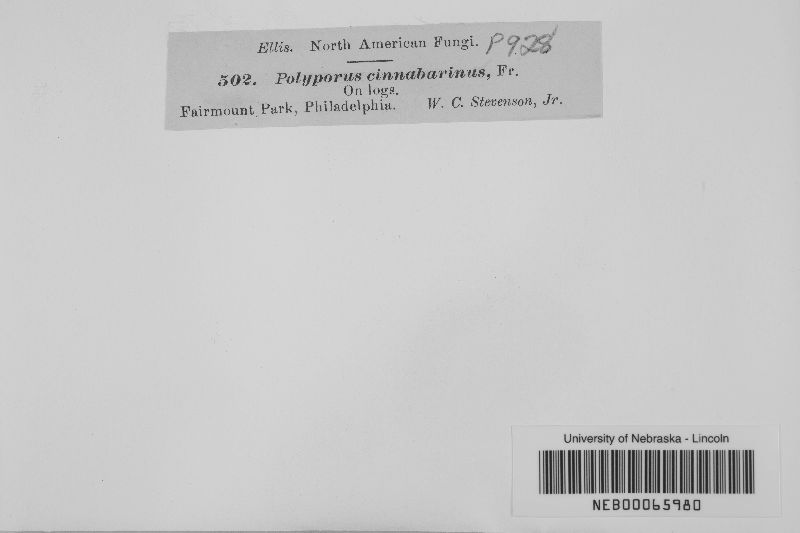 Ellis. North American Fungi. P 928
502. Polyporus cinnabarinus, Fr.
On logs.
Fairmount Park, Philadelphia. W. C. Stevenson, Jr.
University of Nebraska - Lincoln
NEB00065980